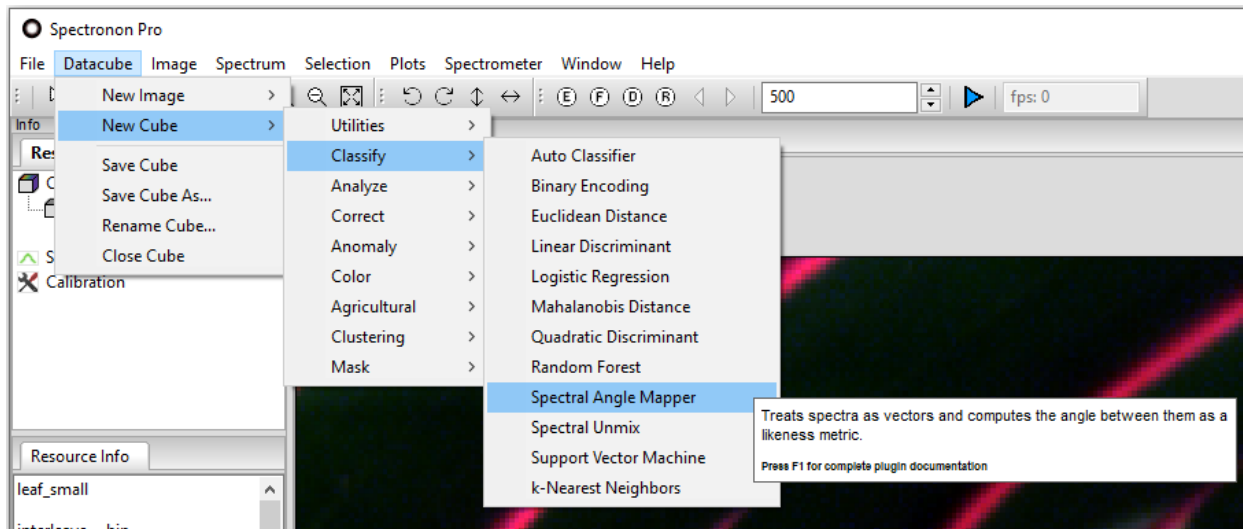 Spectronon Pro
File Datacube Image Spectrum Selection Plots Spectrometer Window Help
E F D R 500 fps: 0
Info
New Image
New Cube
Save Cube
Save Cube As...
Rename Cube...
Close Cube
Calibration
Utilities
Classify
Analyze
Correct
Anomaly
Color
Agricultural
Clustering
Mask
Auto Classifier
Binary Encoding
Euclidean Distance
Linear Discriminant
Logistic Regression
Mahalanobis Distance
Quadratic Discriminant
Random Forest
Spectral Angle Mapper
Spectral Unmix
Support Vector Machine
k-Nearest Neighbors
Treats spectra as vectors and computes the angle between them as a
likeness metric.
Press F1 for complete plugin documentation
Resource Info
leaf_small